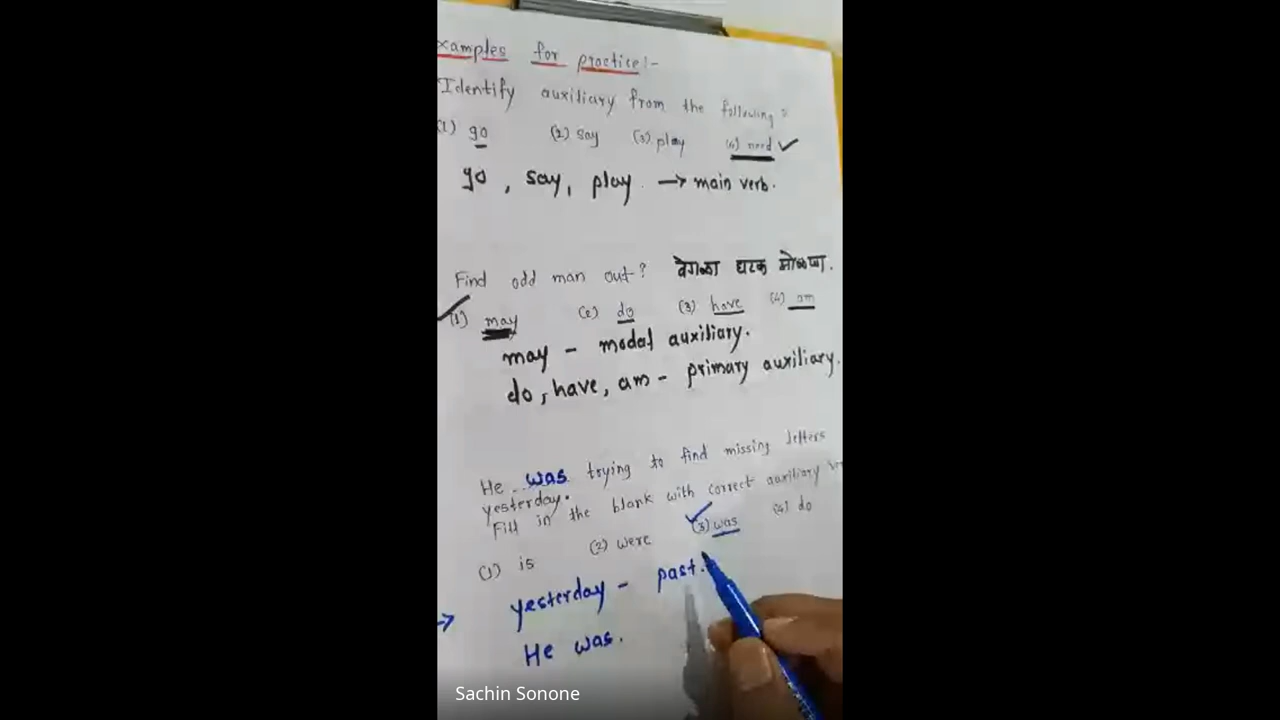 xamples for practice:-
Identify auxiliary from the following:
(1) go (2) say (3) play (4) need ✓
go, say, play → main verb.
Find odd man out? वेगळा घटक ओळखा.
(1) may (2) do (3) have (4) am
may - modal auxiliary.
do, have, am - primary auxiliary.
He was trying to find missing letters
yesterday.
Fill in the blank with correct auxiliary
(1) is (2) were (3) was (4) do
→ yesterday - past.
He was.
Sachin Sonone